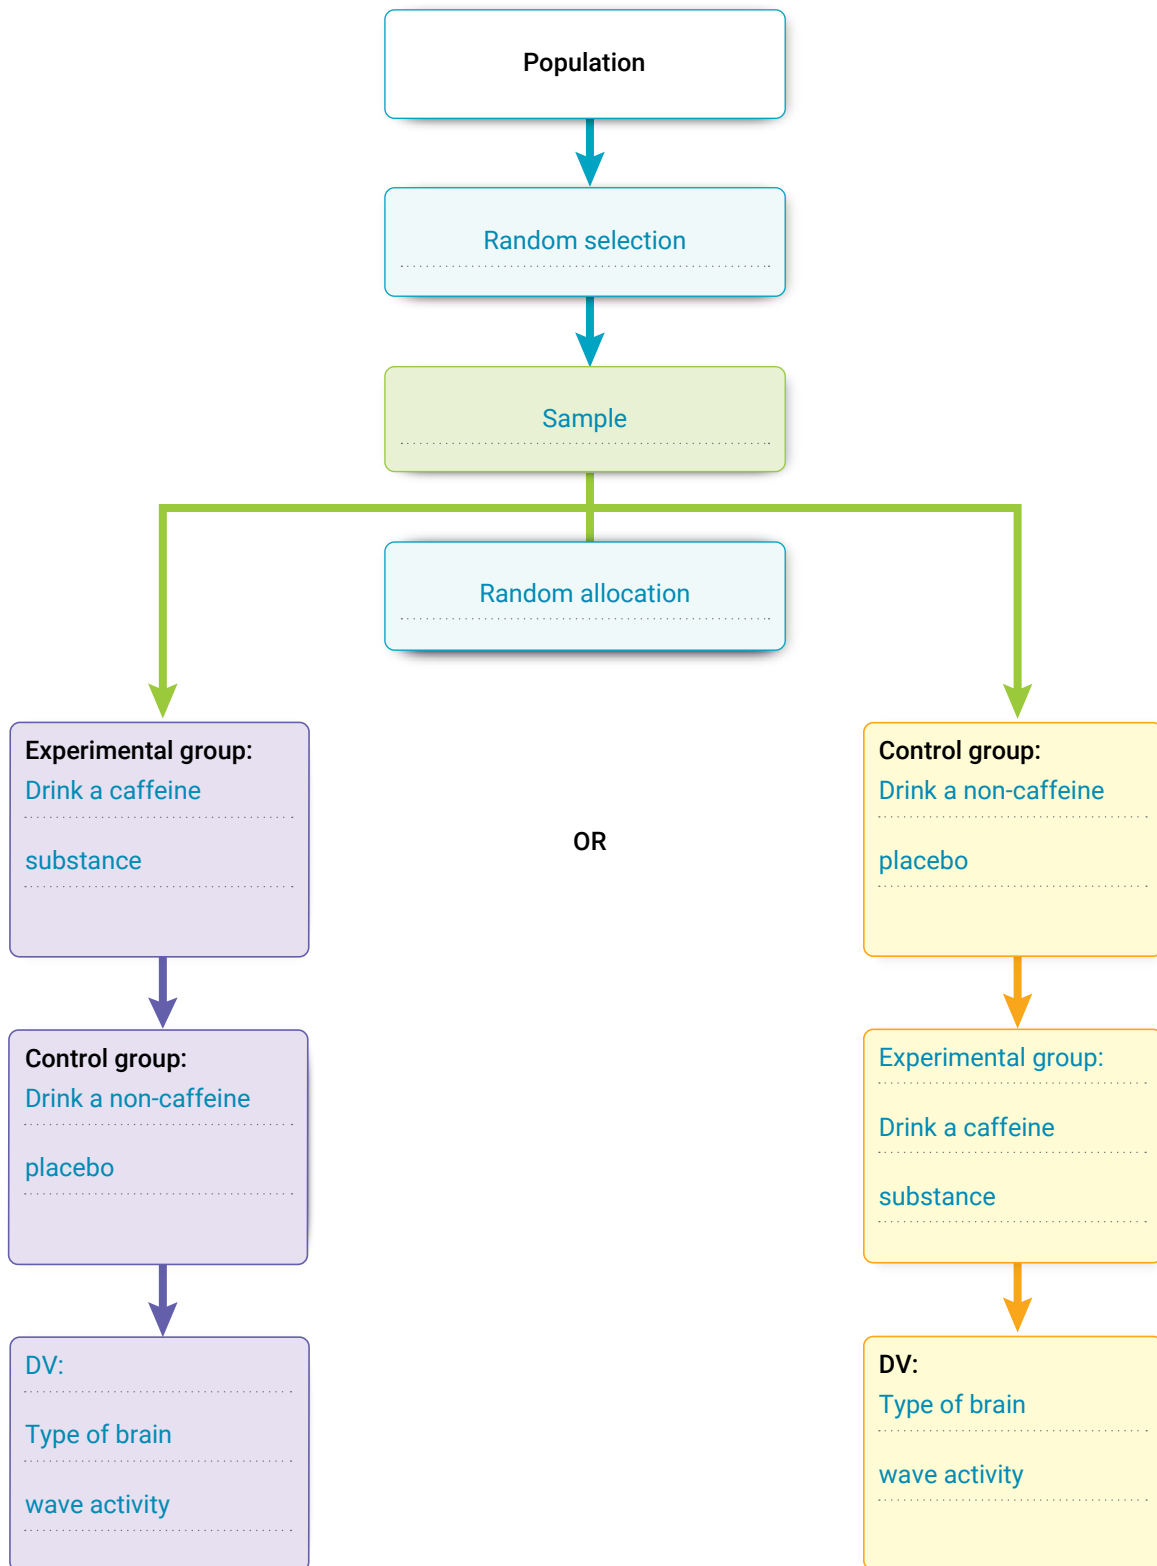 Population
Random selection
Sample
Random allocation
Experimental group:
Drink a caffeine
substance
OR
Control group:
Drink a non-caffeine
placebo
Control group:
Drink a non-caffeine
placebo
Experimental group:
Drink a caffeine
substance
DV:
Type of brain
wave activity
DV:
Type of brain
wave activity